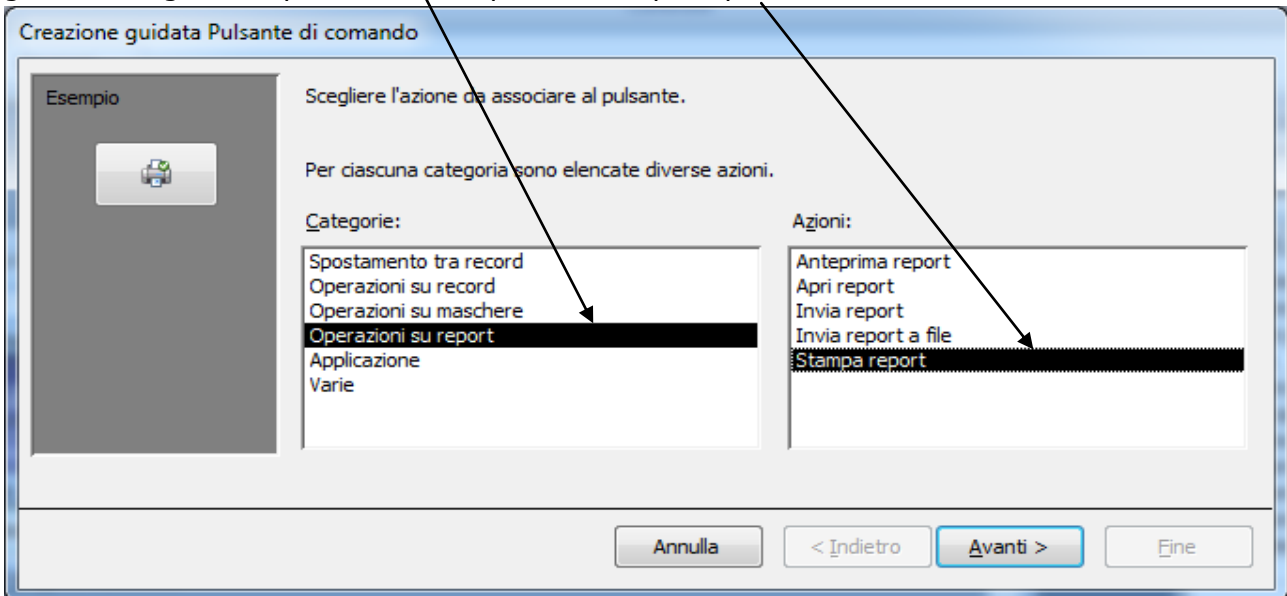 Creazione guidata Pulsante di comando
Esempio
Scegliere l'azione da associare al pulsante.
Per ciascuna categoria sono elencate diverse azioni.
Categorie:
Spostamento tra record
Operazioni su record
Operazioni su maschere
Operazioni su report
Applicazione
Varie
Azioni:
Anteprima report
Apri report
Invia report
Invia report a file
Stampa report
Annulla
< Indietro
Avanti >
Fine